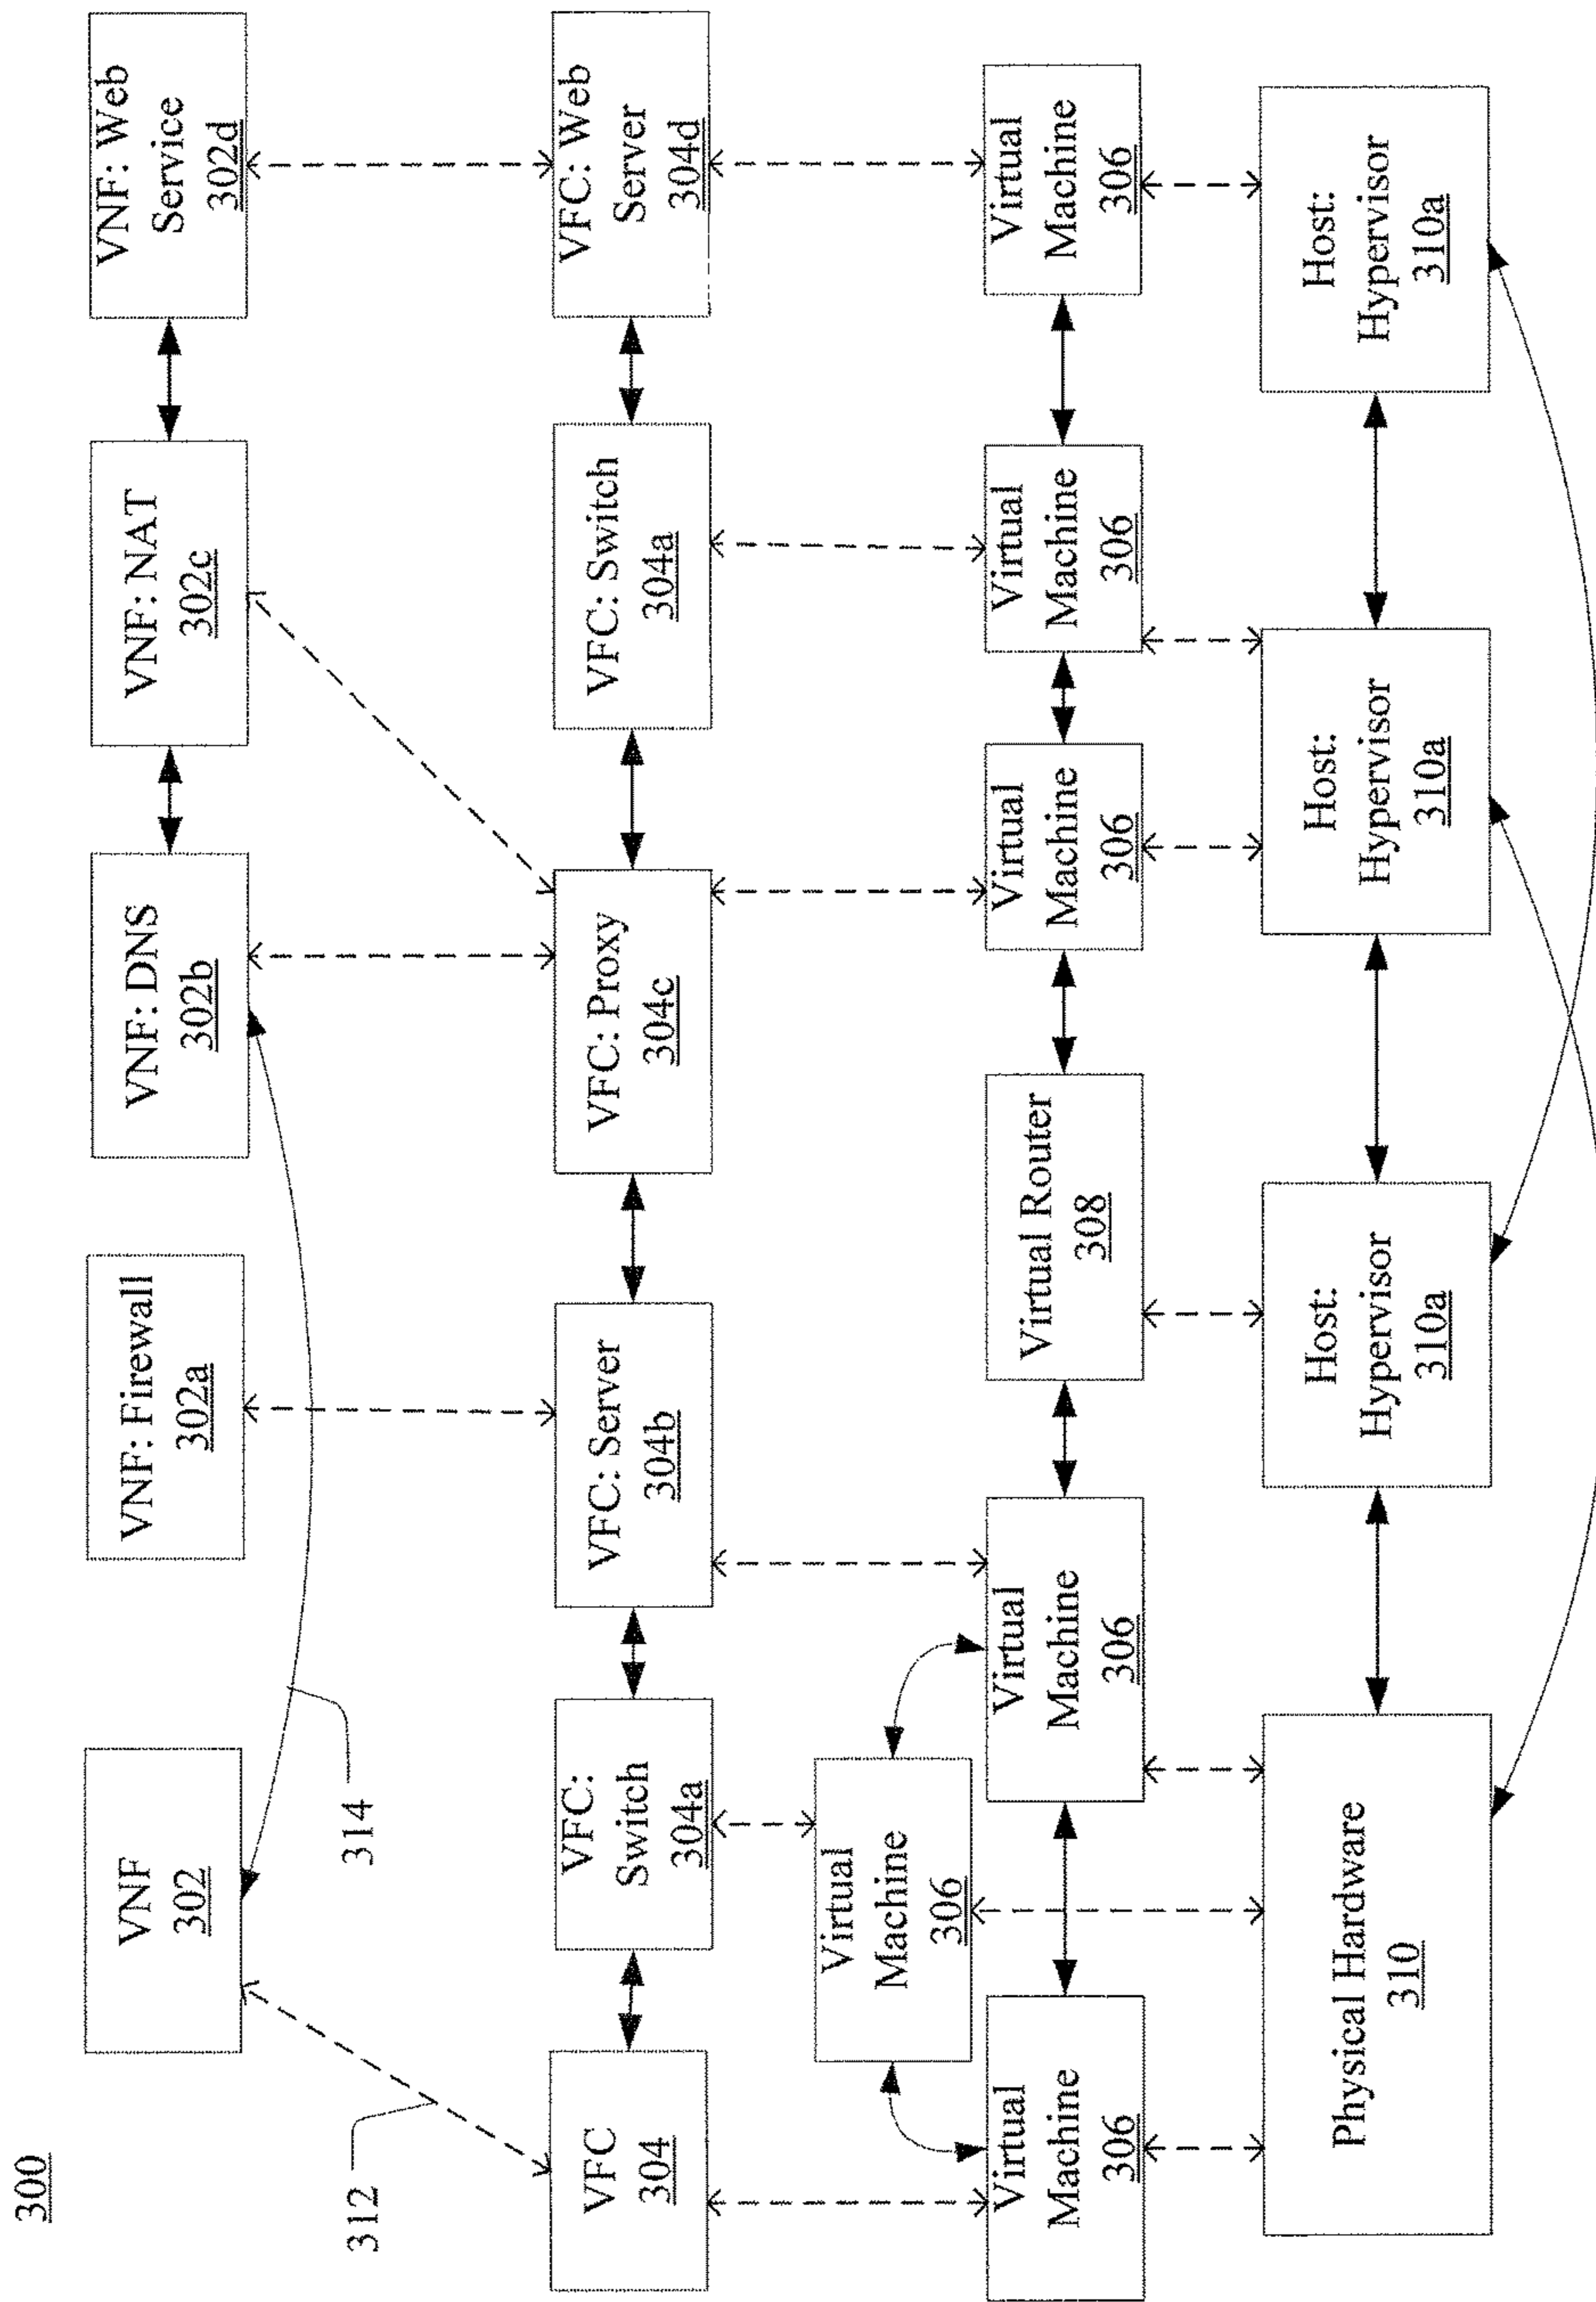 300
VNF
302
VNF: Firewall
302a
VNF: DNS
302b
VNF: NAT
302c
VNF: Web
Service
302d
312
314
VFC
304
VFC:
Switch
304a
VFC: Server
304b
VFC: Proxy
304c
VFC: Switch
304a
VFC: Web
Server
304d
Virtual
Machine
306
Virtual
Machine
306
Virtual
Machine
306
Virtual Router
308
Virtual
Machine
306
Virtual
Machine
306
Virtual
Machine
306
Physical Hardware
310
Host:
Hypervisor
310a
Host:
Hypervisor
310a
Host:
Hypervisor
310a